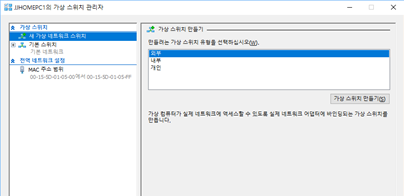 JJHOMEPC1의 가상 스위치 관리자
가상 스위치
새 가상 네트워크 스위치
기본 스위치
기본 네트워크
전역 네트워크 설정
MAC 주소 범위
00-15-5D-01-05-00에서 00-15-5D-01-05-FF
가상 스위치 만들기
만들려는 가상 스위치 유형을 선택하십시오(W).
외부
내부
개인
가상 스위치 만들기(S)
가상 컴퓨터가 실제 네트워크에 액세스할 수 있도록 실제 네트워크 어댑터에 바인딩되는 가상 스위치를
만듭니다.